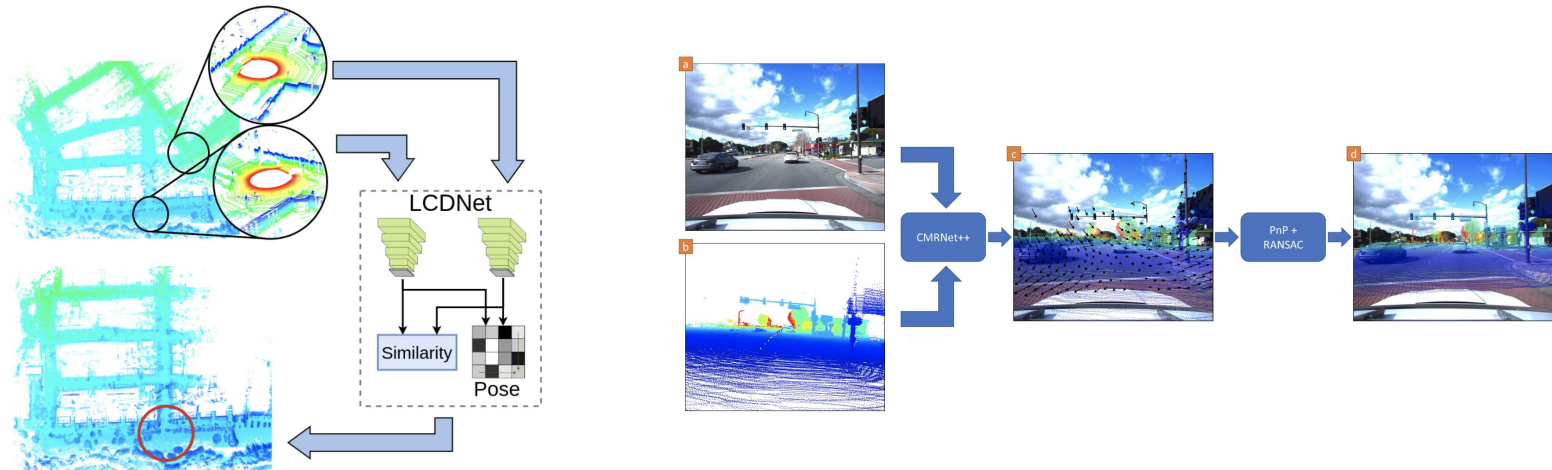 LCDNet
Similarity
Pose
a
b
CMRNet++
c
PnP +
RANSAC
d